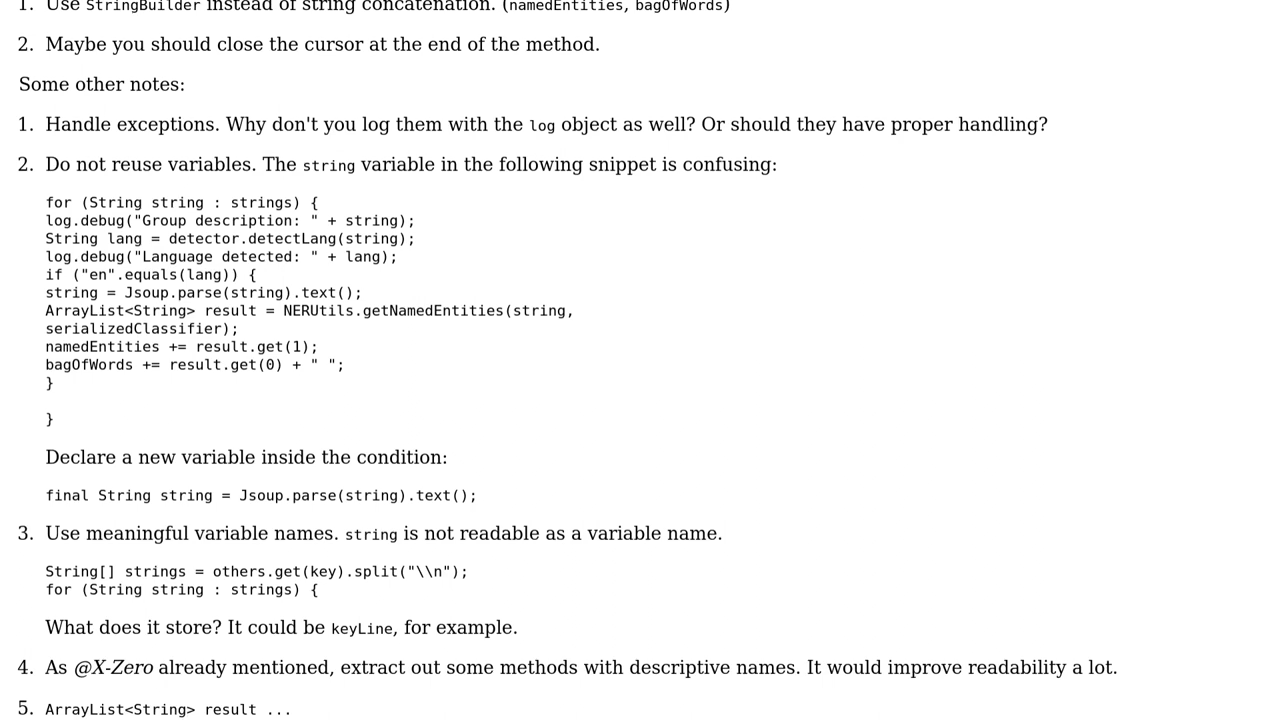 1. Use StringBuilder instead of string concatenation. (namedEntities, bagOfWords)
2. Maybe you should close the cursor at the end of the method.
Some other notes:
1. Handle exceptions. Why don't you log them with the log object as well? Or should they have proper handling?
2. Do not reuse variables. The string variable in the following snippet is confusing:
for (String string : strings) {
log.debug("Group description: " + string);
String lang = detector.detectLang(string);
log.debug("Language detected: " + lang);
if ("en".equals(lang)) {
string = Jsoup.parse(string).text();
ArrayList<String> result = NERUtils.getNamedEntities(string,
serializedClassifier);
namedEntities += result.get(1);
bagOfWords += result.get(0) + " ";
}
}
Declare a new variable inside the condition:
final String string = Jsoup.parse(string).text();
3. Use meaningful variable names. string is not readable as a variable name.
String[] strings = others.get(key).split("\\n");
for (String string : strings) {
What does it store? It could be keyLine, for example.
4. As @X-Zero already mentioned, extract out some methods with descriptive names. It would improve readability a lot.
5. ArrayList<String> result ...